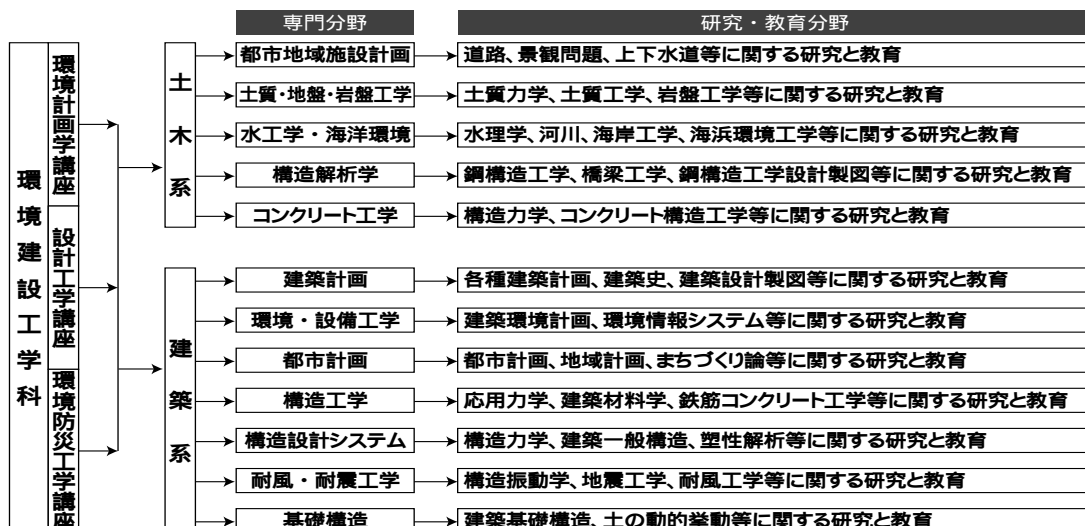 専門分野
研究・教育分野
環境建設工学科
環境計画学講座
設計工学講座
環境防災工学講座
土木系
都市地域施設計画
道路、景観問題、上下水道等に関する研究と教育
土質・地盤・岩盤工学
土質力学、土質工学、岩盤工学等に関する研究と教育
水工学・海洋環境
水理学、河川、海岸工学、海浜環境工学等に関する研究と教育
構造解析学
鋼構造工学、橋梁工学、鋼構造工学設計製図等に関する研究と教育
コンクリート工学
構造力学、コンクリート構造工学等に関する研究と教育
建築系
建築計画
各種建築計画、建築史、建築設計製図等に関する研究と教育
環境・設備工学
建築環境計画、環境情報システム等に関する研究と教育
都市計画
都市計画、地域計画、まちづくり論等に関する研究と教育
構造工学
応用力学、建築材料学、鉄筋コンクリート工学等に関する研究と教育
構造設計システム
構造力学、建築一般構造、塑性解析等に関する研究と教育
耐風・耐震工学
構造振動学、地震工学、耐風工学等に関する研究と教育
基礎構造
建築基礎構造、土の動的挙動等に関する研究と教育